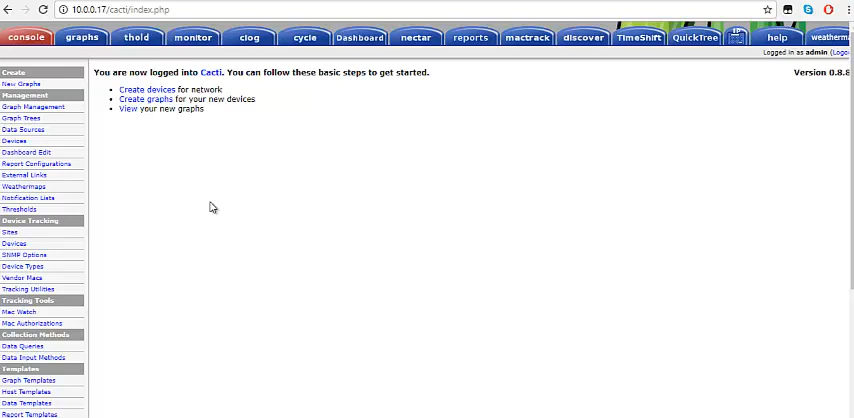 10.0.0.17/cacti/index.php
console graphs thold monitor clog cycle Dashboard nectar reports mactrack discover TimeShift QuickTree IP help weatherm
Logged in as admin (Logo
Create
New Graphs
Management
Graph Management
Graph Trees
Data Sources
Devices
Dashboard Edit
Report Configurations
External Links
Weathermaps
Notification Lists
Thresholds
Device Tracking
Sites
Devices
SNMP Options
Device Types
Vendor Macs
Tracking Utilities
Tracking Tools
Mac Watch
Mac Authorizations
Collection Methods
Data Queries
Data Input Methods
Templates
Graph Templates
Host Templates
Data Templates
Report Templates
You are now logged into Cacti. You can follow these basic steps to get started.
Version 0.8.8
Create devices for network
Create graphs for your new devices
View your new graphs